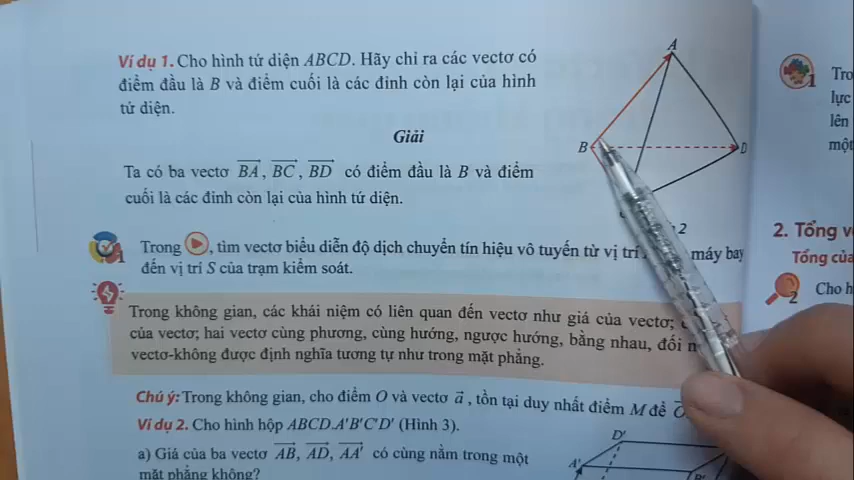 Ví dụ 1. Cho hình tứ diện ABCD. Hãy chỉ ra các vectơ có
điểm đầu là B và điểm cuối là các đỉnh còn lại của hình
tứ diện.
Giải
Ta có ba vectơ BA, BC, BD có điểm đầu là B và điểm
cuối là các đỉnh còn lại của hình tứ diện.
A
B
D
2
1
Trong , tìm vectơ biểu diễn độ dịch chuyển tín hiệu vô tuyến từ vị trí máy bay
đến vị trí S của trạm kiểm soát.
Trong không gian, các khái niệm có liên quan đến vectơ như giá của vectơ;
của vectơ; hai vectơ cùng phương, cùng hướng, ngược hướng, bằng nhau, đối
vectơ-không được định nghĩa tương tự như trong mặt phẳng.
Chú ý: Trong không gian, cho điểm O và vectơ a, tồn tại duy nhất điểm M để
Ví dụ 2. Cho hình hộp ABCD.A'B'C'D' (Hình 3).
a) Giá của ba vectơ AB, AD, AA' có cùng nằm trong một
mặt phẳng không?
D'
A'
B'
1
lực
lên
một
2. Tổng
Tổng của
2
Cho